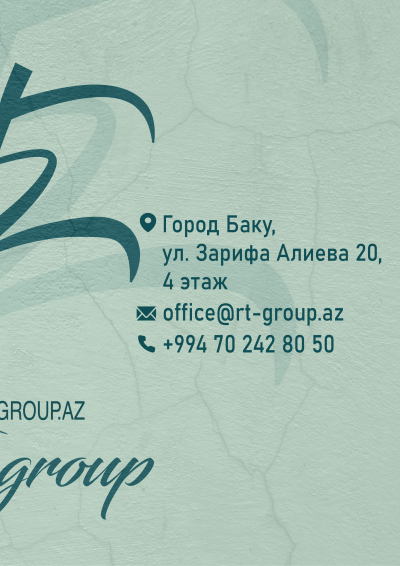 Город Баку,
ул. Зарифа Алиева 20,
4 этаж
office@rt-group.az
+994 70 242 80 50
GROUP.AZ
group